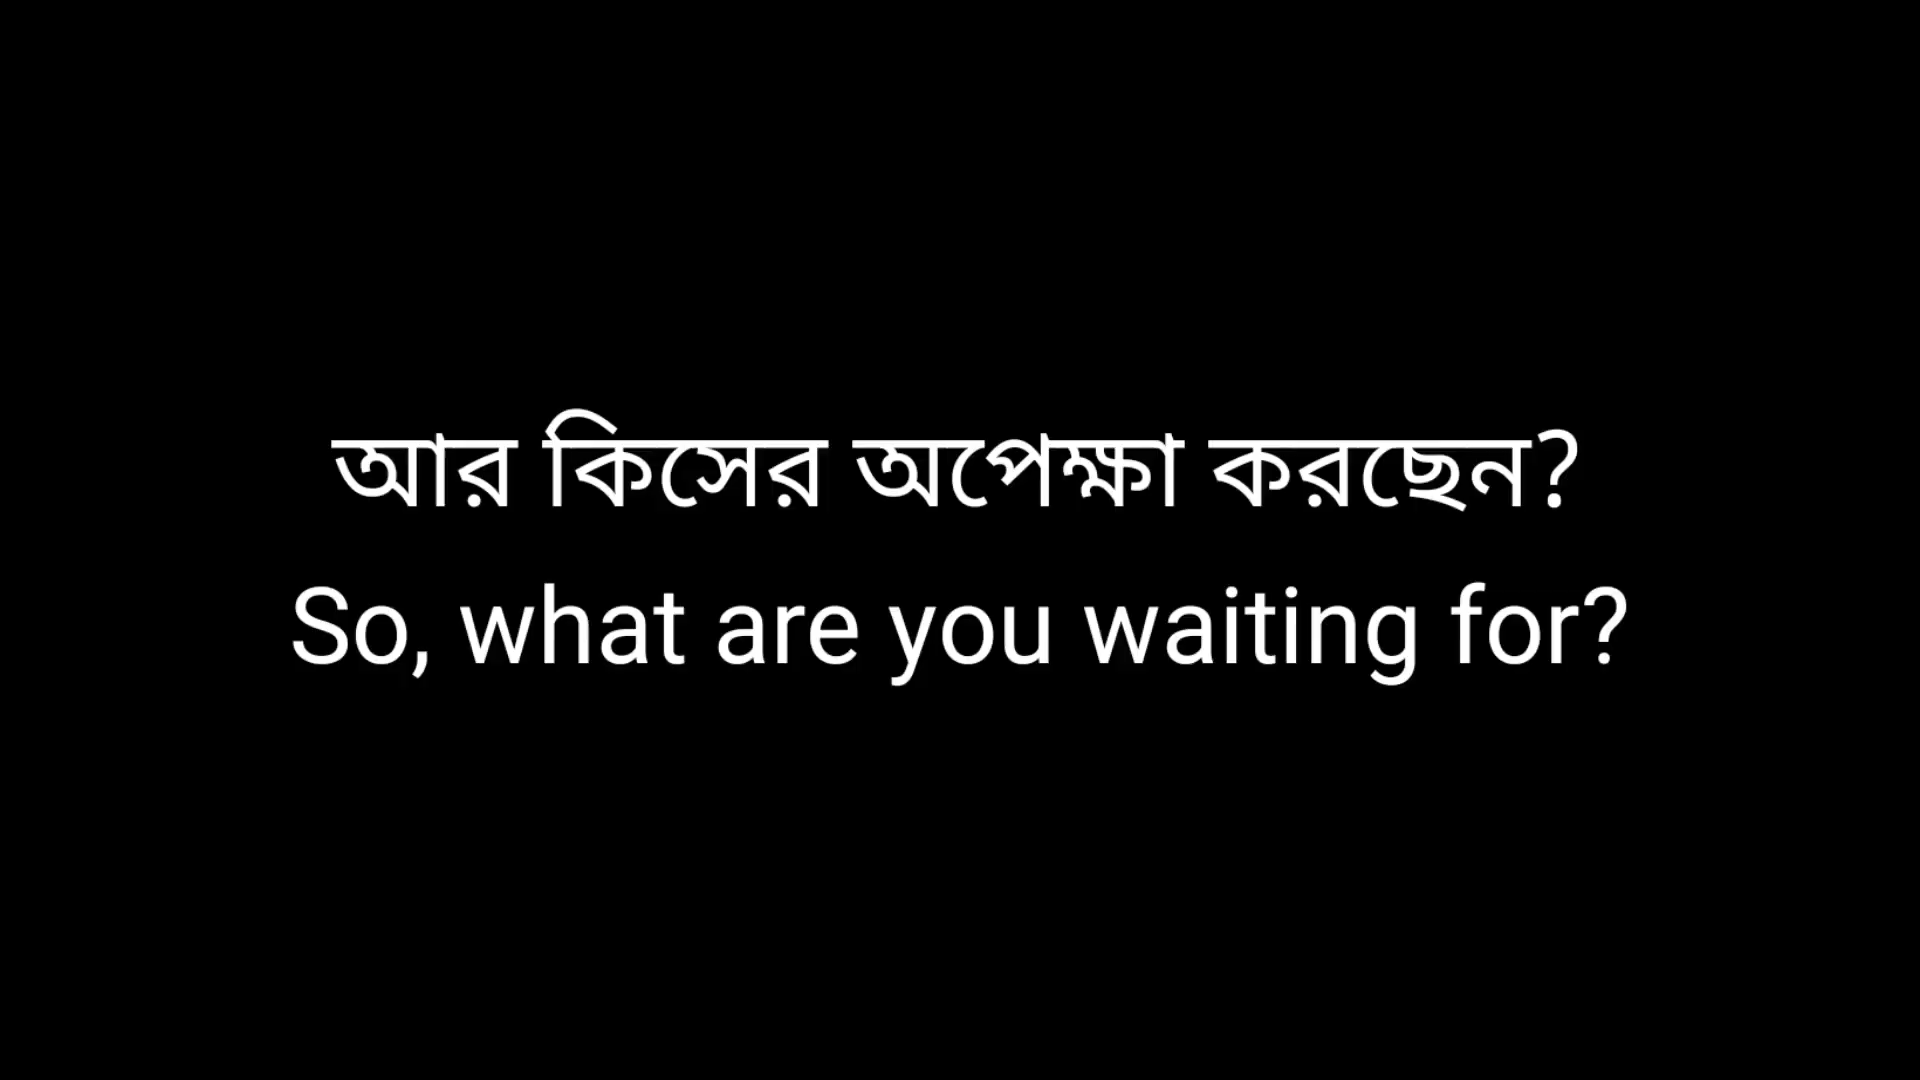 আর কিসের অপেক্ষা করছেন?
So, what are you waiting for?